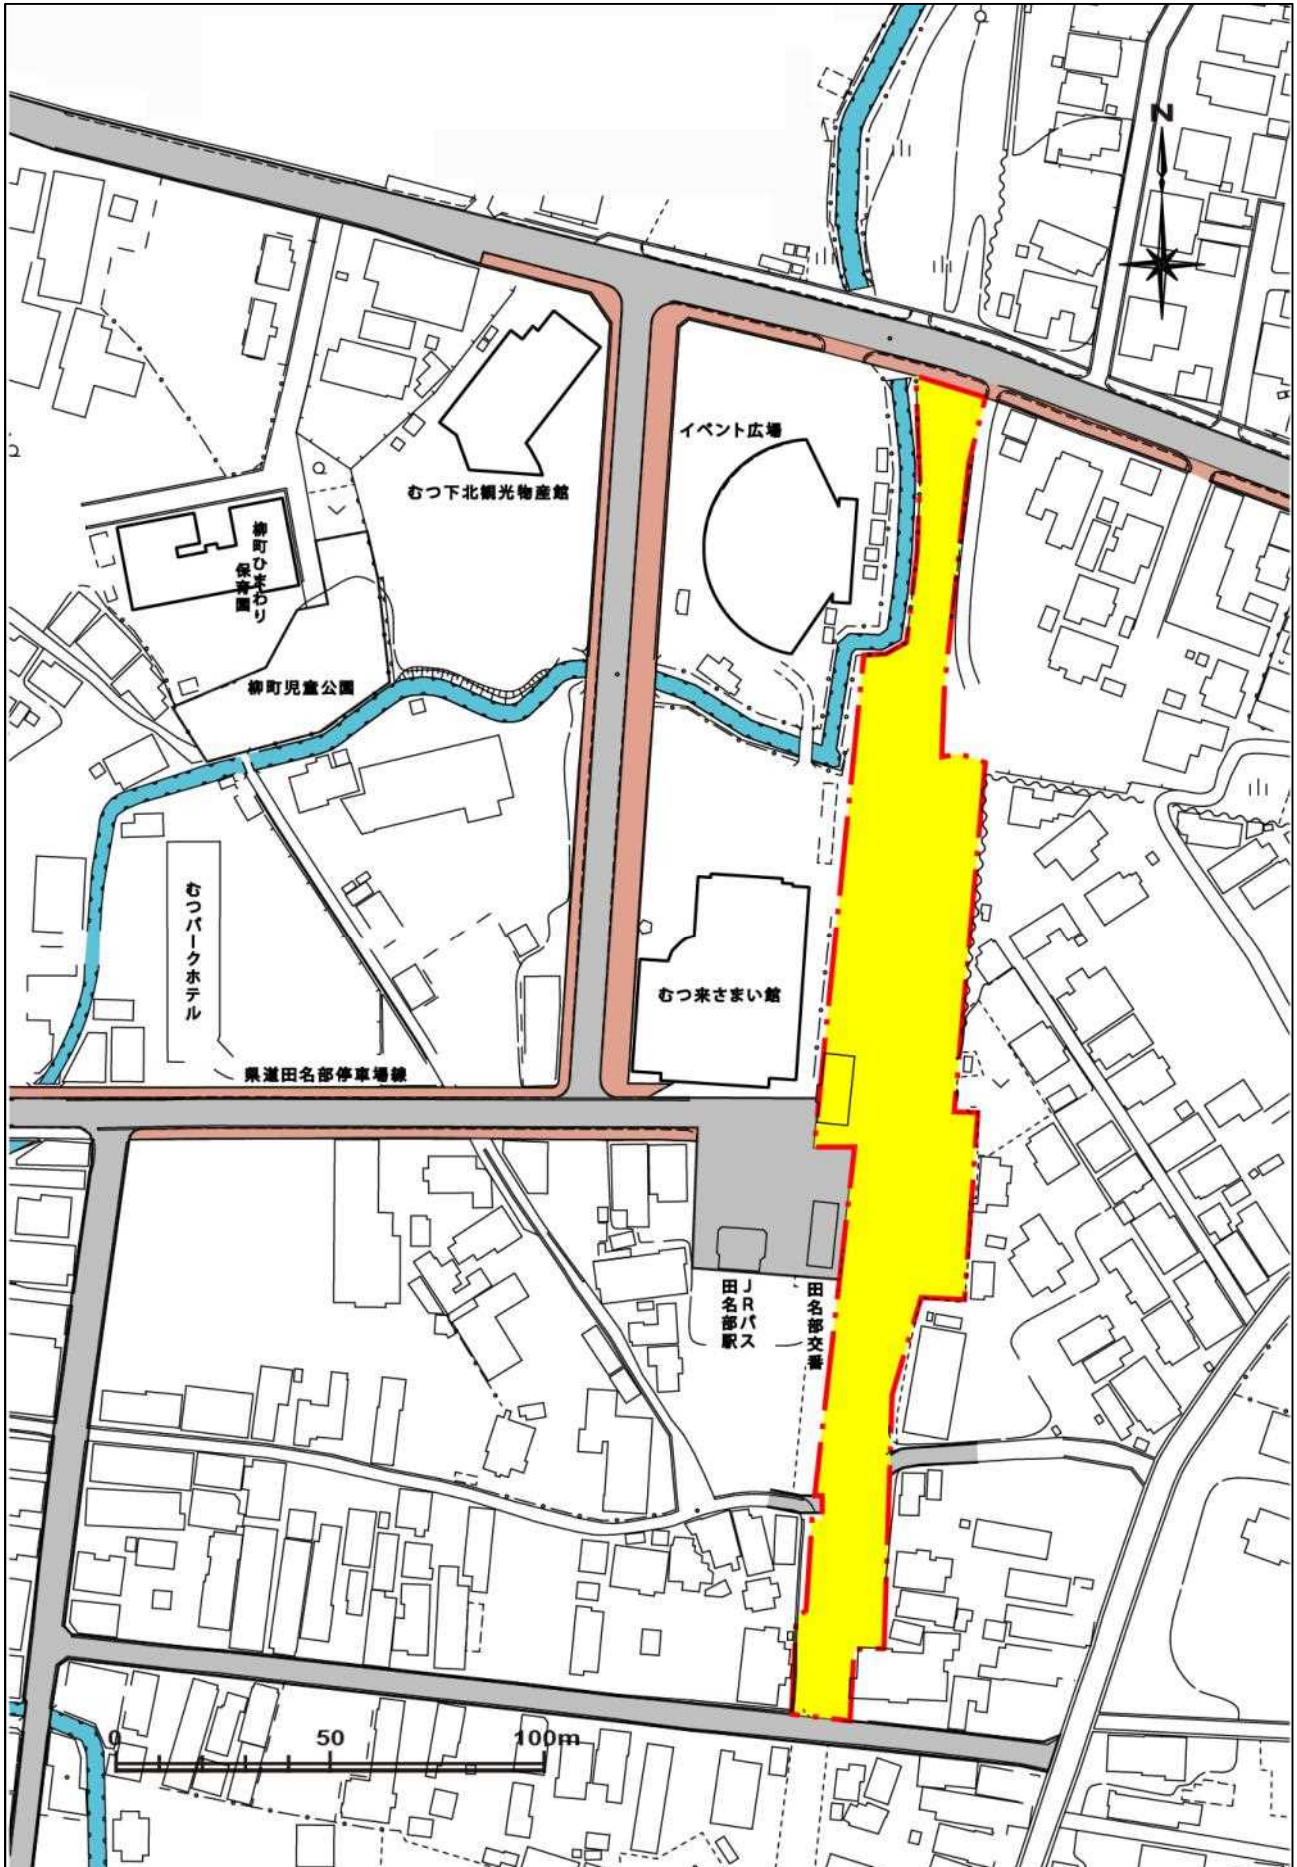 N
イベント広場
むつ下北観光物産館
柳町ひまわり
保育園
柳町児童公園
むつパークホテル
むつ来さまい館
県道田名部停車場線
JRバス
田名部駅
田名部交番
0 50 100m